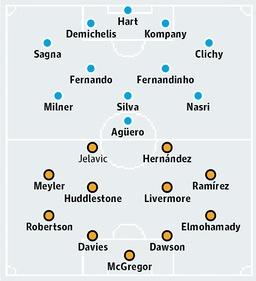 Hart
Demichelis Kompany
Sagna Clichy
Fernando Fernandinho
Milner Silva Nasri
Agüero
Jelavic Hernández
Meyler Ramírez
Huddlestone Livermore
Robertson Elmohamady
Davies Dawson
McGregor